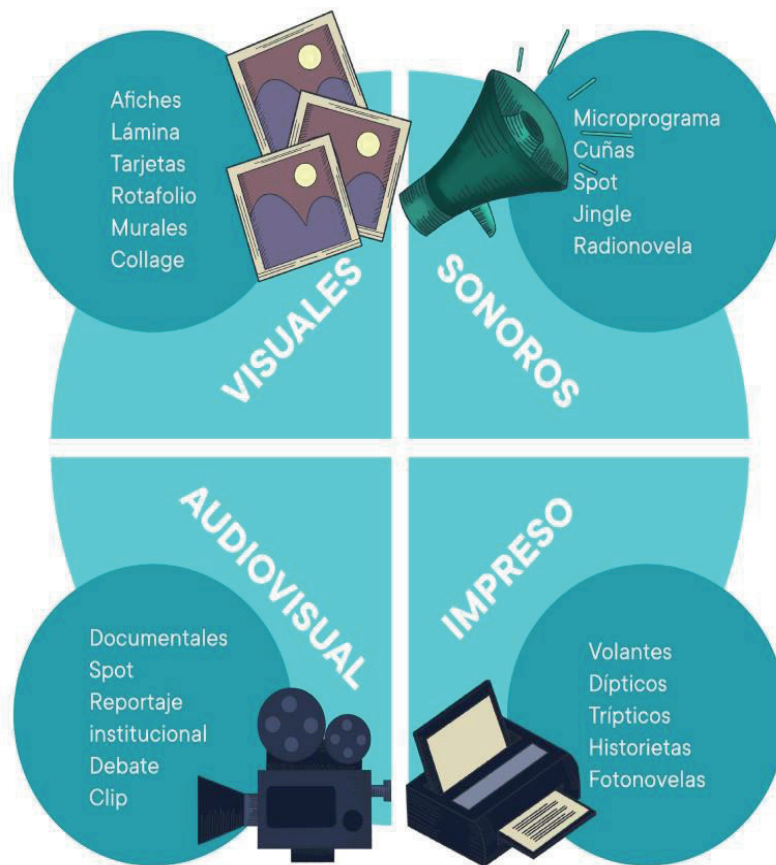 Afiches
Lámina
Tarjetas
Rotafolio
Murales
Collage
VISUALES
Microprograma
Cuñas
Spot
Jingle
Radionovela
SONOROS
AUDIOVISUAL
Documentales
Spot
Reportaje
institucional
Debate
Clip
IMPRESO
Volantes
Dípticos
Trípticos
Historietas
Fotonovelas